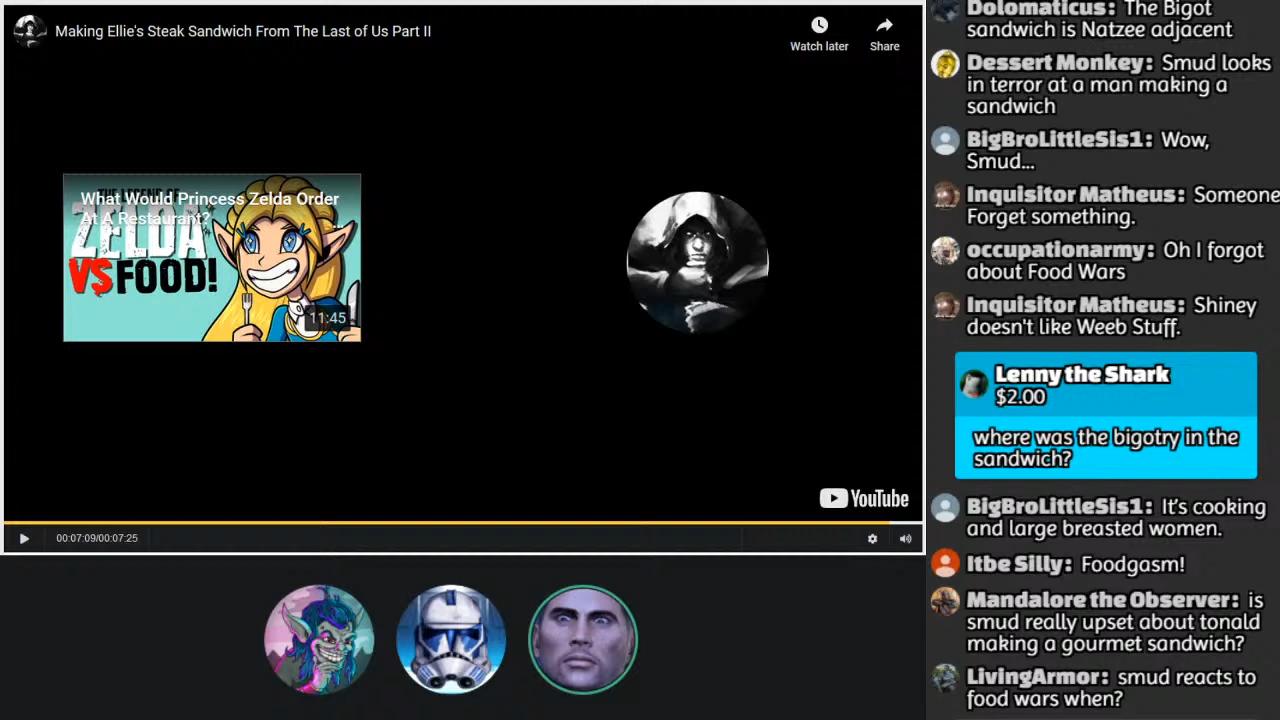 Making Ellie's Steak Sandwich From The Last of Us Part II
Watch later
Share
THE LEGEND OF
ZELDA
VS FOOD!
What Would Princess Zelda Order
At A Restaurant?
11:45
YouTube
00:07:09/00:07:25
Dolomaticus: The Bigot
sandwich is Natzee adjacent
Dessert Monkey: Smud looks
in terror at a man making a
sandwich
BigBroLittleSis1: Wow,
Smud...
Inquisitor Matheus: Someone
Forget something.
occupationarmy: Oh I forgot
about Food Wars
Inquisitor Matheus: Shiney
doesn't like Weeb Stuff.
Lenny the Shark
$2.00
where was the bigotry in the
sandwich?
BigBroLittleSis1: It's cooking
and large breasted women.
Itbe Silly: Foodgasm!
Mandalore the Observer: is
smud really upset about tonald
making a gourmet sandwich?
LivingArmor: smud reacts to
food wars when?